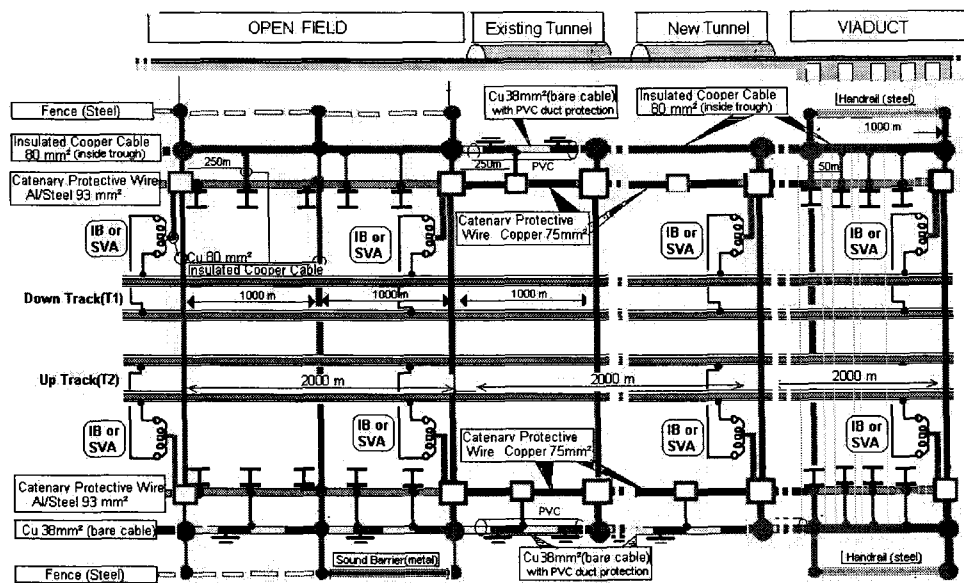 OPEN FIELD
Existing Tunnel
New Tunnel
VIADUCT
Fence (Steel)
Cu 38mm²(bare cable)
with PVC duct protection
Insulated Cooper Cable
80 mm² (inside trough)
Handrail (steel)
1000 m
Insulated Cooper Cable
80 mm² (inside trough)
250m
250m
PVC
50m
Catenary Protective Wire
Al/Steel 93 mm²
Catenary Protective
Wire Copper 75mm²
IB or
SVA
IB or
SVA
IB or
SVA
IB or
SVA
Cu 80 mm²
Insulated Cooper Cable
Down Track(T1)
1000 m
1000m
1000 m
Up Track(T2)
2000 m
2000 m
2000 m
IB or
SVA
IB or
SVA
IB or
SVA
IB or
SVA
Catenary Protective
Wire Copper 75mm²
Catenary Protective Wire
Al/Steel 93 mm²
PVC
Cu 38mm² (bare cable)
Sound Barrier(metal)
Cu38mm²(bare cable)
with PVC duct protection
Handrail (steel)
Fence (Steel)